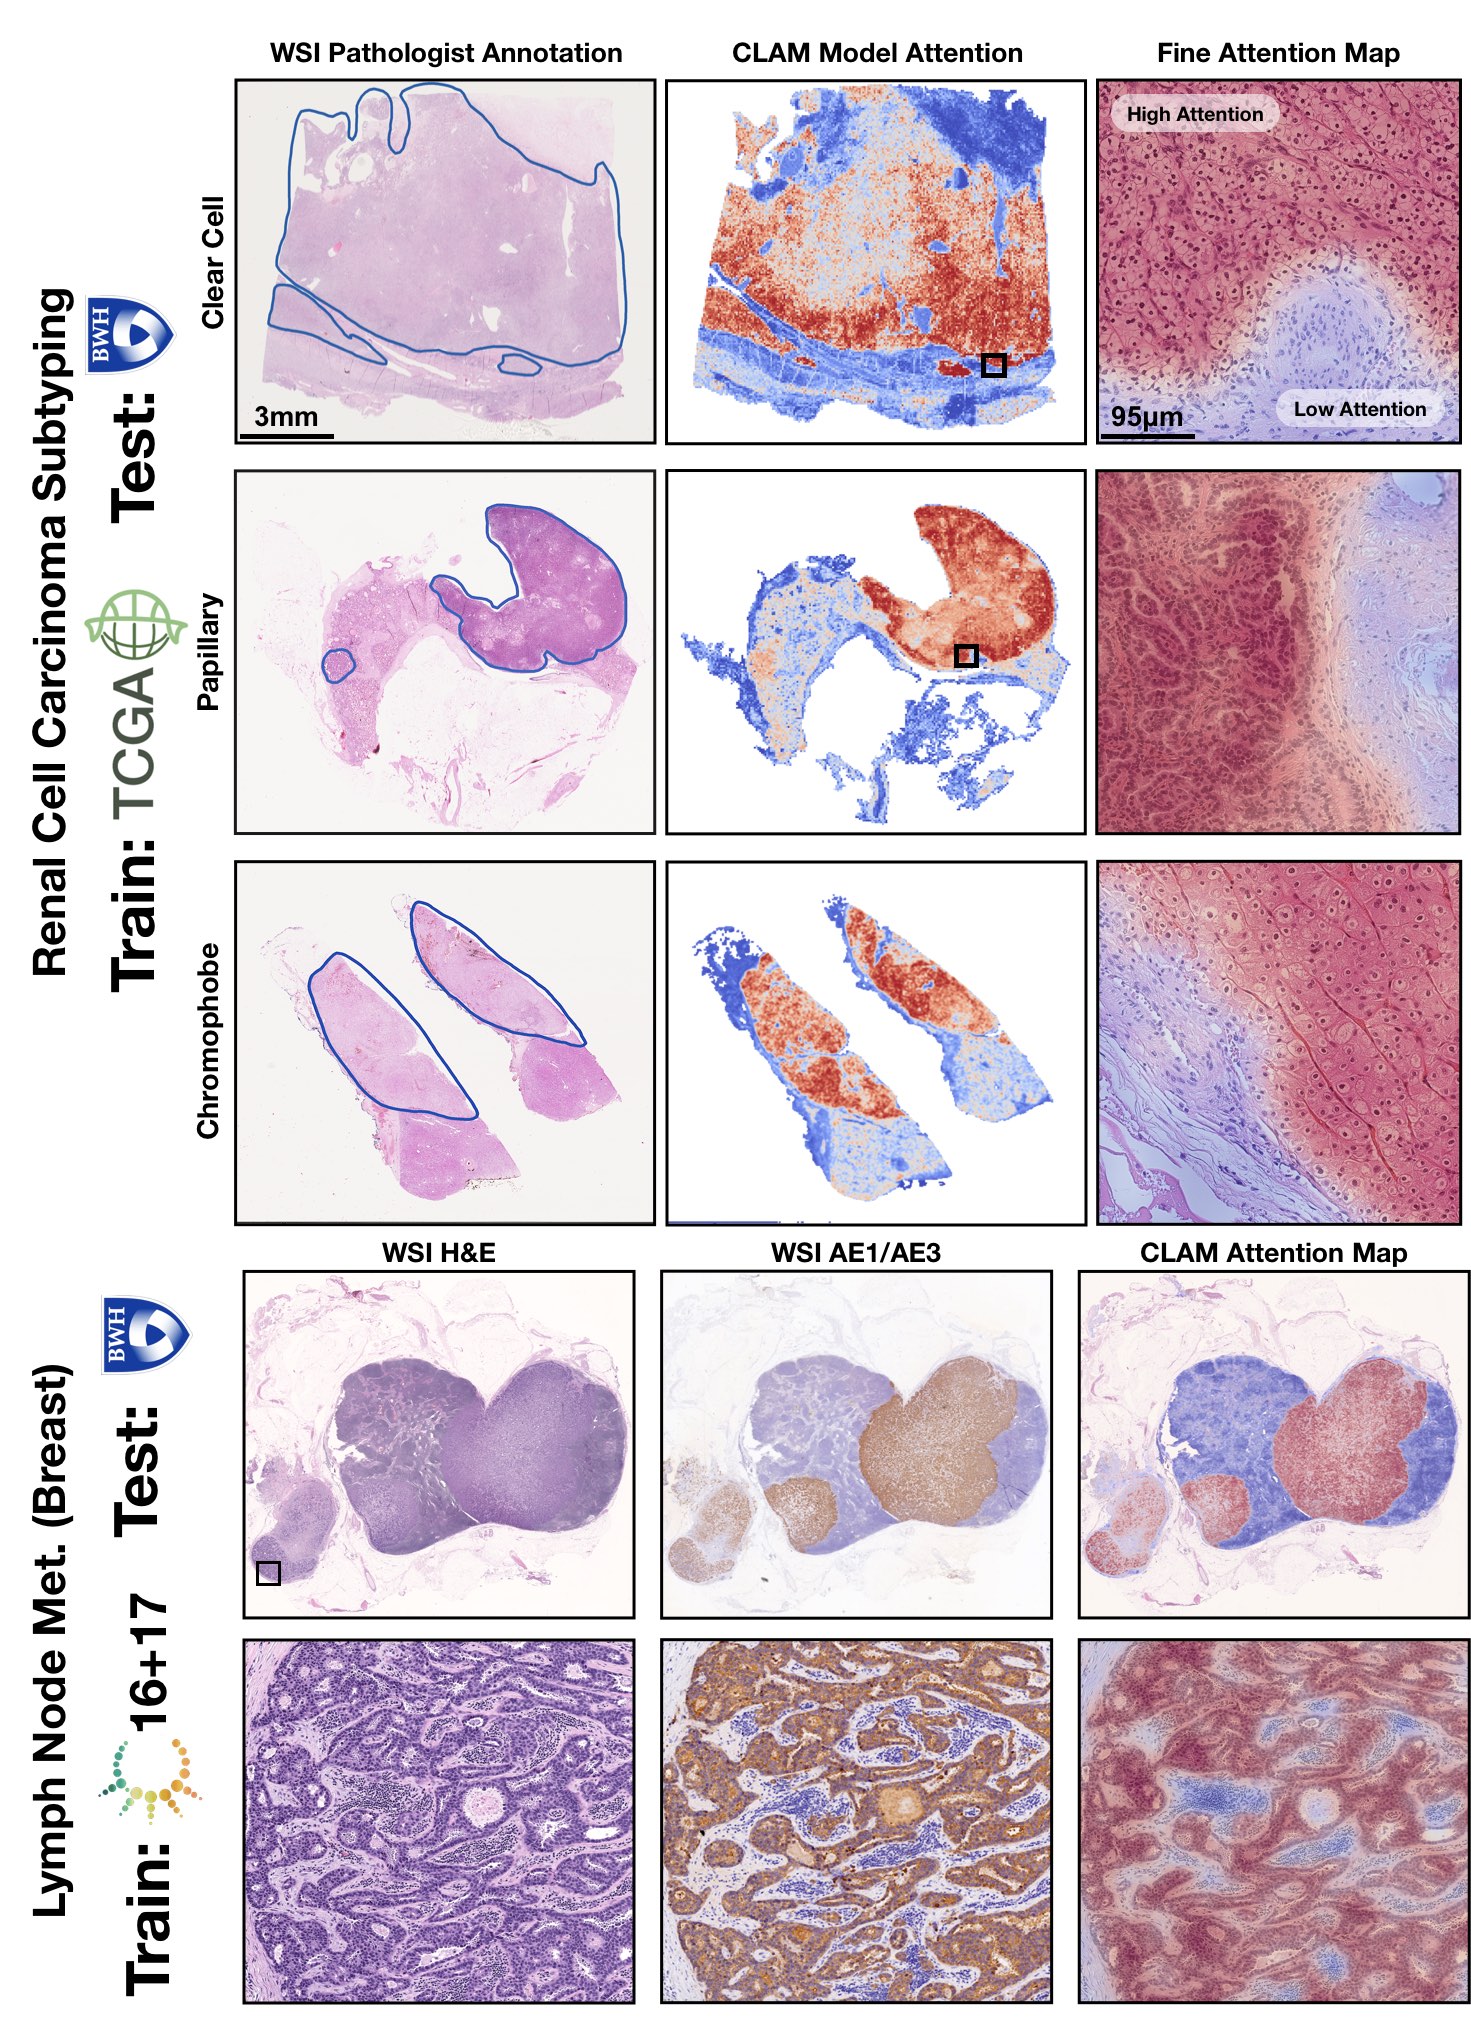 WSI Pathologist Annotation
CLAM Model Attention
Fine Attention Map
Renal Cell Carcinoma Subtyping
Train: TCGA Test: BWH
Clear Cell
3mm
High Attention
Low Attention
95μm
Papillary
Chromophobe
WSI H&E
WSI AE1/AE3
CLAM Attention Map
Lymph Node Met. (Breast)
Train: 16+17 Test: BWH